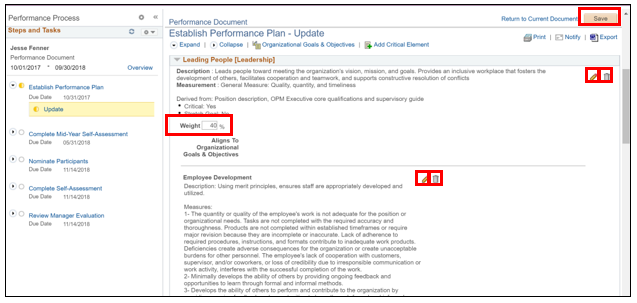 Performance Process
Steps and Tasks
Jesse Fenner
Performance Document
10/01/2017 - 09/30/2018 Overview
Establish Performance Plan
Due Date 10/31/2017
Update
Complete Mid-Year Self-Assessment
Due Date 05/31/2018
Nominate Participants
Due Date 11/14/2018
Complete Self-Assessment
Due Date 11/14/2018
Review Manager Evaluation
Due Date 11/14/2018
Performance Document
Return to Current Document
Save
Establish Performance Plan - Update
Print | Notify | Export
Expand | Collapse | Organizational Goals & Objectives | Add Critical Element
Leading People [Leadership]
Description : Leads people toward meeting the organization's vision, mission, and goals. Provides an inclusive workplace that fosters the
development of others, facilitates cooperation and teamwork, and supports constructive resolution of conflicts
Measurement : General Measure: Quality, quantity, and timeliness
Derived from: Position description, OPM Executive core qualifications and supervisory guide
• Critical: Yes
Weight 40 %
Aligns To
Organizational
Goals & Objectives
Employee Development
Description: Using merit principles, ensures staff are appropriately developed and
utilized.
Measures:
1- The quantity or quality of the employee's work is not adequate for the position or
organizational needs. Tasks are not completed with the required accuracy and
thoroughness. Products are not completed within established timeframes or require
major revision because they are incomplete or inaccurate. Lack of adherence to
required procedures, instructions, and formats contribute to inadequate work products.
Deficiencies create adverse consequences for the organization or create unacceptable
burdens for other personnel. The employee's lack of cooperation with customers,
supervisor, and/or coworkers, or loss of credibility due to irresponsible communication or
work activity, interferes with the successful completion of the work.
2- Minimally develops the ability of others by providing ongoing feedback and
opportunities to learn through formal and informal methods.
3- Develops the ability of others to perform and contribute to the organization by